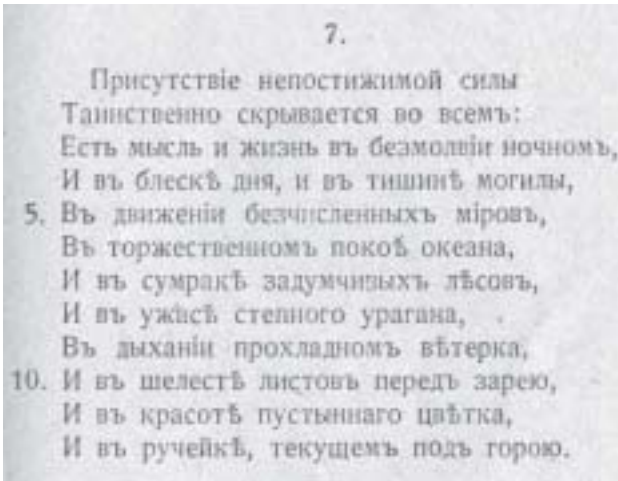 7.
Присутствіе непостижимой силы
Таинственно скрывается во всемъ:
Есть мысль и жизнь въ безмолвіи ночномъ,
И въ блескѣ дня, и въ тишинѣ могилы,
5. Въ движеніи безчисленныхъ міровъ,
Въ торжественномъ покоѣ океана,
И въ сумракѣ задумчивыхъ лѣсовъ,
И въ ужасѣ степного урагана,
Въ дыханіи прохладномъ вѣтерка,
10. И въ шелестѣ листовъ передъ зарею,
И въ красотѣ пустыннаго цвѣтка,
И въ ручейкѣ, текущемъ подъ горою.